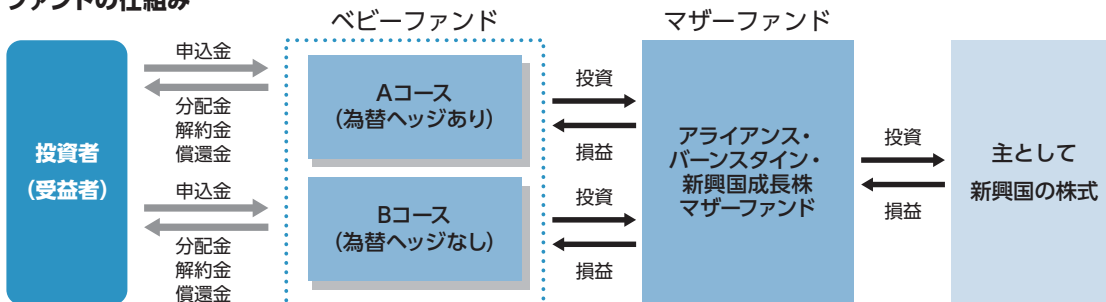 ファンドの仕組み
ベビーファンド
マザーファンド
投資者
（受益者）
申込金
分配金
解約金
償還金
申込金
分配金
解約金
償還金
Aコース
（為替ヘッジあり）
Bコース
（為替ヘッジなし）
投資
損益
投資
損益
アライアンス・
バーンスタイン・
新興国成長株
マザーファンド
投資
損益
主として
新興国の株式